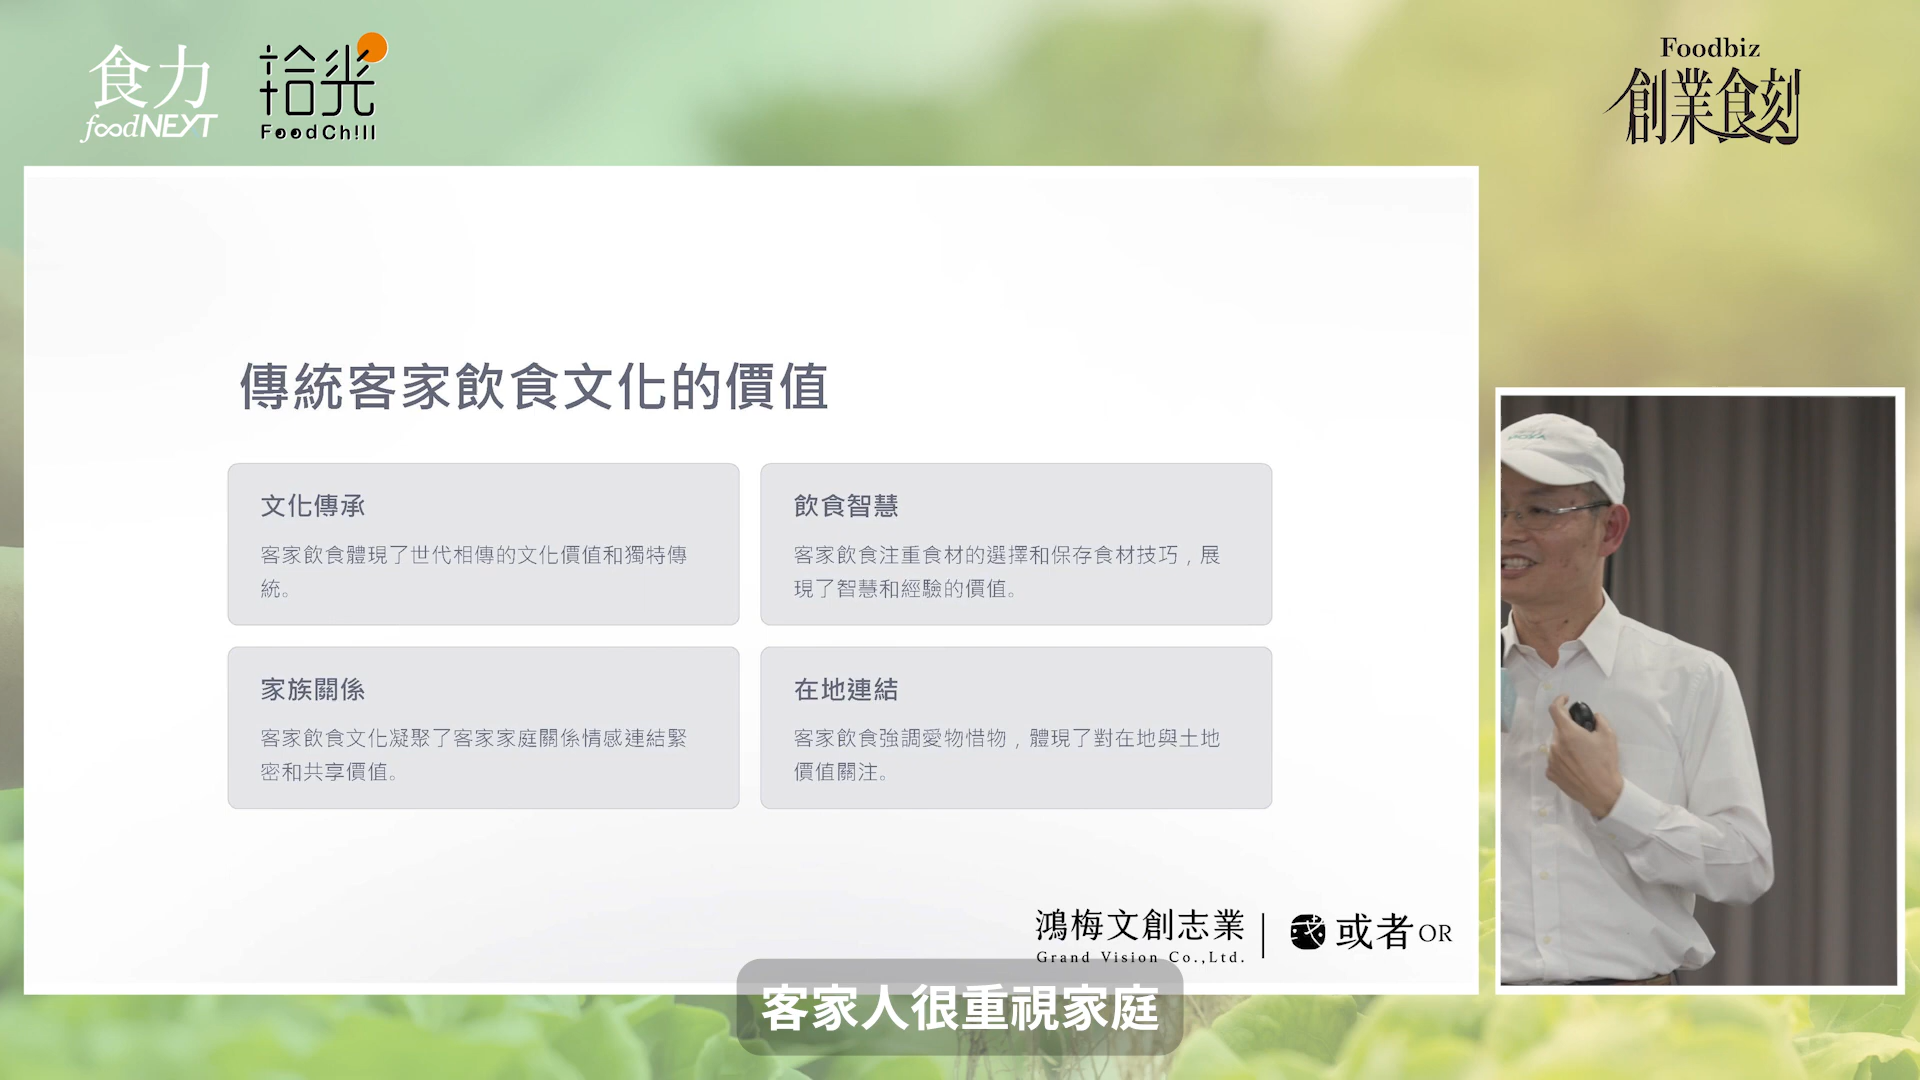 食力
foodNEXT
拾光
FoodCh!ll
Foodbiz
創業食刻
傳統客家飲食文化的價值
文化傳承
客家飲食體現了世代相傳的文化價值和獨特傳
統。
飲食智慧
客家飲食注重食材的選擇和保存食材技巧，展
現了智慧和經驗的價值。
家族關係
客家飲食文化凝聚了客家家庭關係情感連結緊
密和共享價值。
在地連結
客家飲食強調愛物惜物，體現了對在地與土地
價值關注。
鴻梅文創志業
Grand Vision Co.,Ltd.
或者OR
客家人很重視家庭